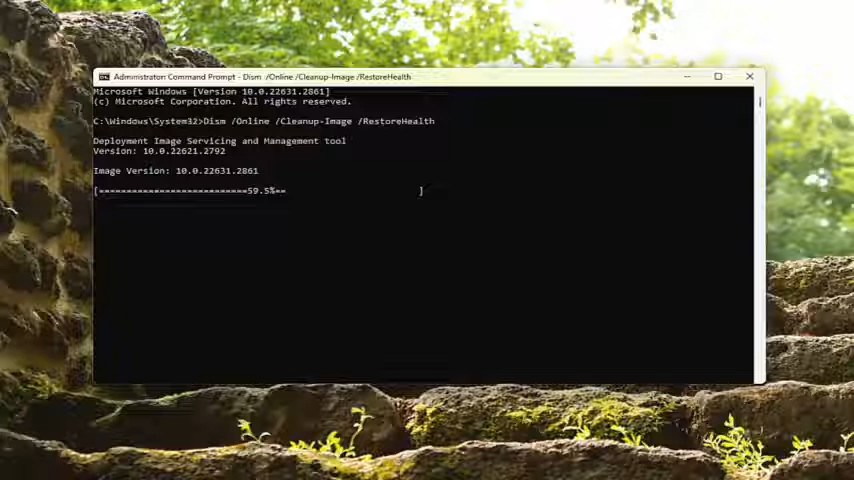 Administrator: Command Prompt - Dism /Online /Cleanup-Image /RestoreHealth
Microsoft Windows [Version 10.0.22631.2861]
(c) Microsoft Corporation. All rights reserved.
C:\Windows\System32>Dism /Online /Cleanup-Image /RestoreHealth
Deployment Image Servicing and Management tool
Version: 10.0.22621.2792
Image Version: 10.0.22631.2861
[===========================59.5%==                        ]